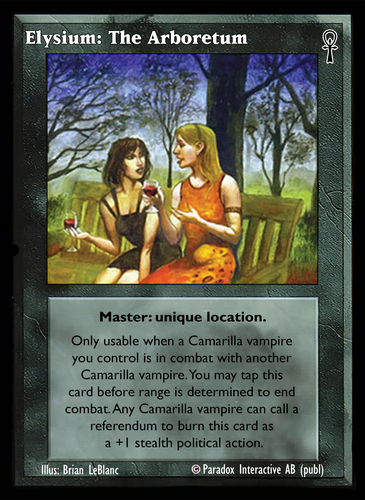 Elysium: The Arboretum
Master: unique location.
Only usable when a Camarilla vampire
you control is in combat with another
Camarilla vampire. You may tap this
card before range is determined to end
combat. Any Camarilla vampire can call a
referendum to burn this card as
a +1 stealth political action.
Illus: Brian LeBlanc © Paradox Interactive AB (publ)